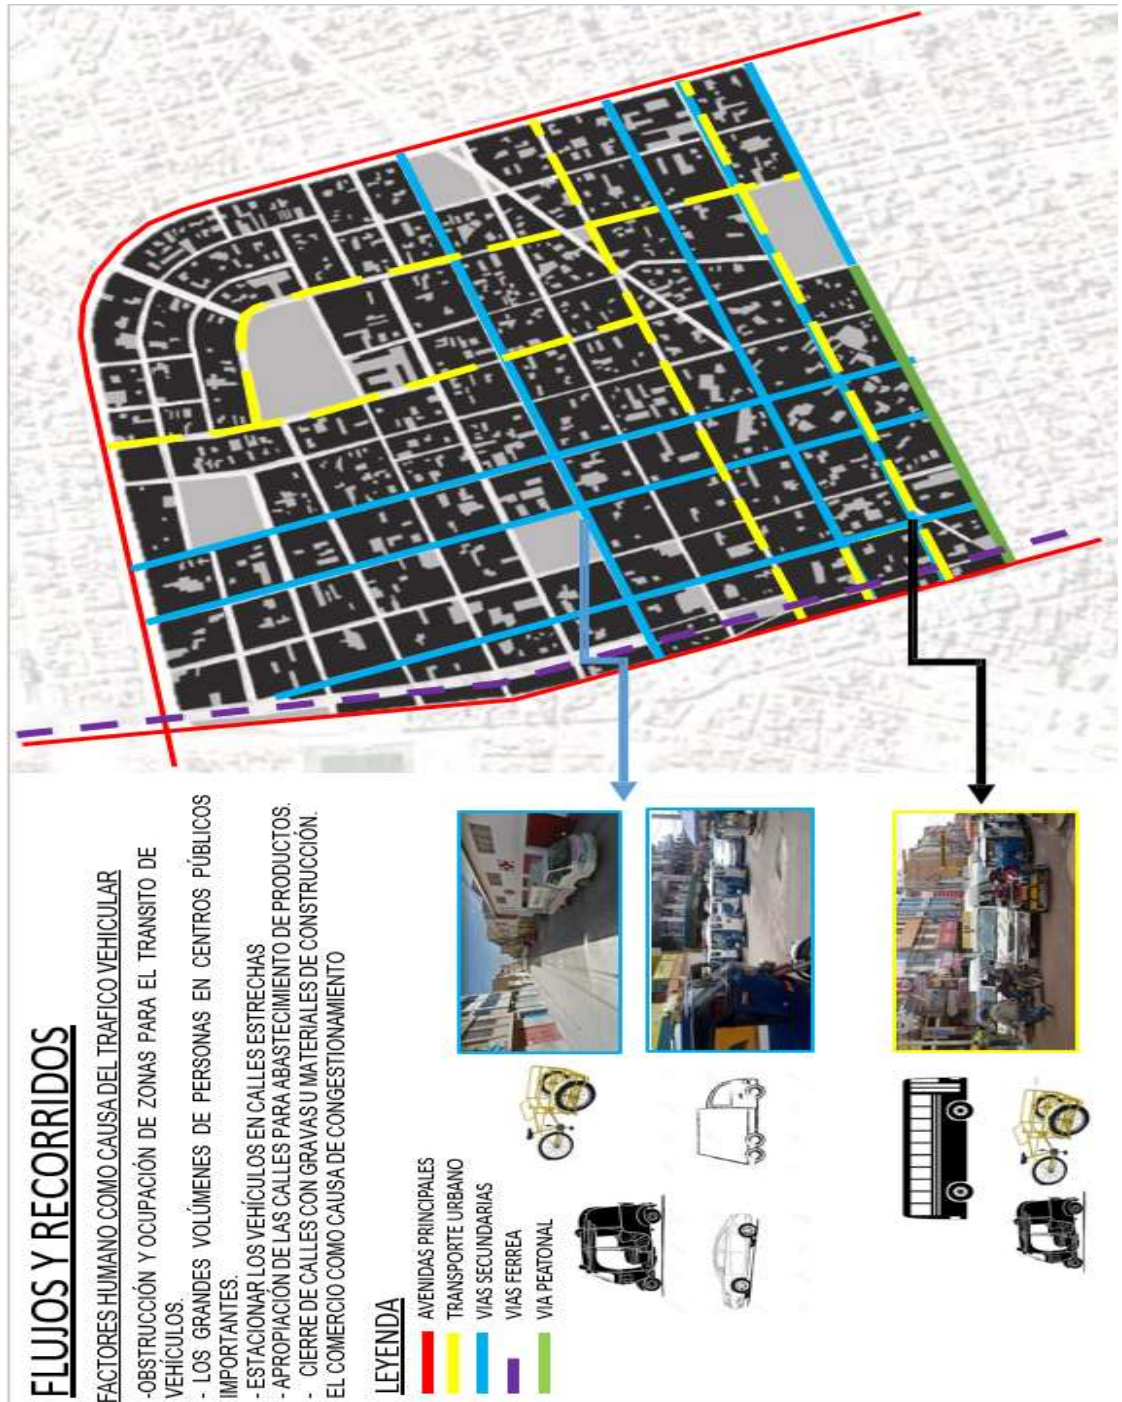 FLUJOS Y RECORRIDOS
FACTORES HUMANO COMO CAUSA DEL TRAFICO VEHICULAR
-OBSTRUCCIÓN Y OCUPACIÓN DE ZONAS PARA EL TRANSITO DE
VEHÍCULOS.
- LOS GRANDES VOLÚMENES DE PERSONAS EN CENTROS PÚBLICOS
IMPORTANTES.
- ESTACIONAR LOS VEHÍCULOS EN CALLES ESTRECHAS
- APROPIACIÓN DE LAS CALLES PARA ABASTECIMIENTO DE PRODUCTOS.
- CIERRE DE CALLES CON GRAVAS U MATERIALES DE CONSTRUCCIÓN.
EL COMERCIO COMO CAUSA DE CONGESTIONAMIENTO
LEYENDA
AVENIDAS PRINCIPALES
TRANSPORTE URBANO
VIAS SECUNDARIAS
VIAS FERREA
VIA PEATONAL